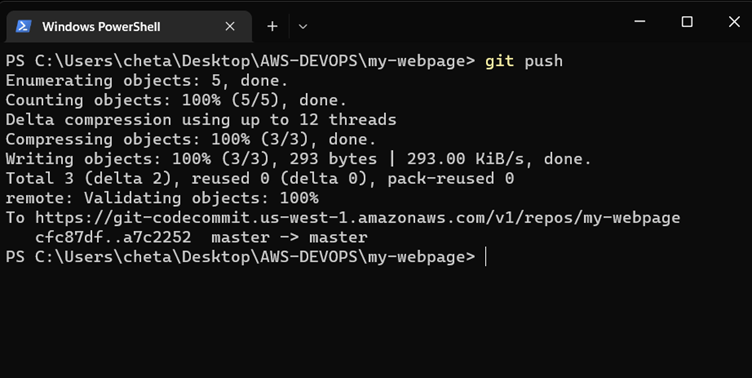 Windows PowerShell
PS C:\Users\cheta\Desktop\AWS-DEVOPS\my-webpage> git push
Enumerating objects: 5, done.
Counting objects: 100% (5/5), done.
Delta compression using up to 12 threads
Compressing objects: 100% (3/3), done.
Writing objects: 100% (3/3), 293 bytes | 293.00 KiB/s, done.
Total 3 (delta 2), reused 0 (delta 0), pack-reused 0
remote: Validating objects: 100%
To https://git-codecommit.us-west-1.amazonaws.com/v1/repos/my-webpage
   cfc87df..a7c2252  master -> master
PS C:\Users\cheta\Desktop\AWS-DEVOPS\my-webpage>